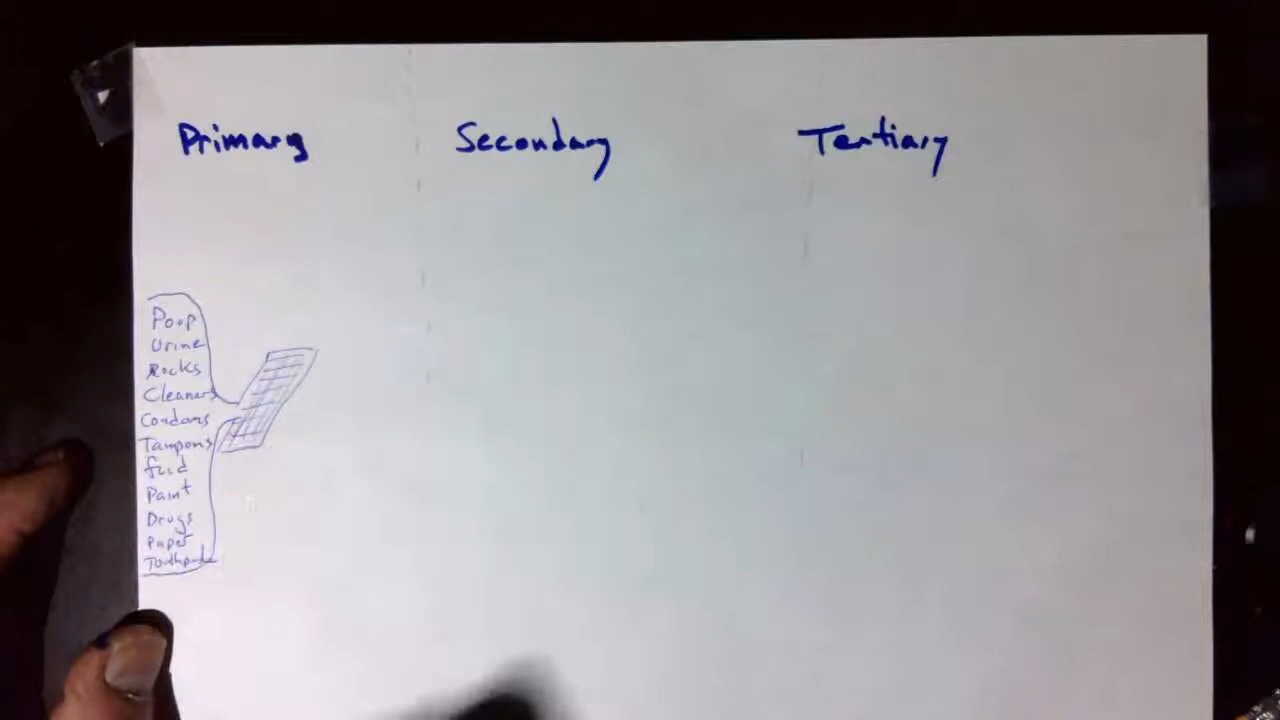 Primary Secondary Tertiary
Poop
Urine
Rocks
Cleaners
Condoms
Tampons
food
Paint
Drugs
Paper